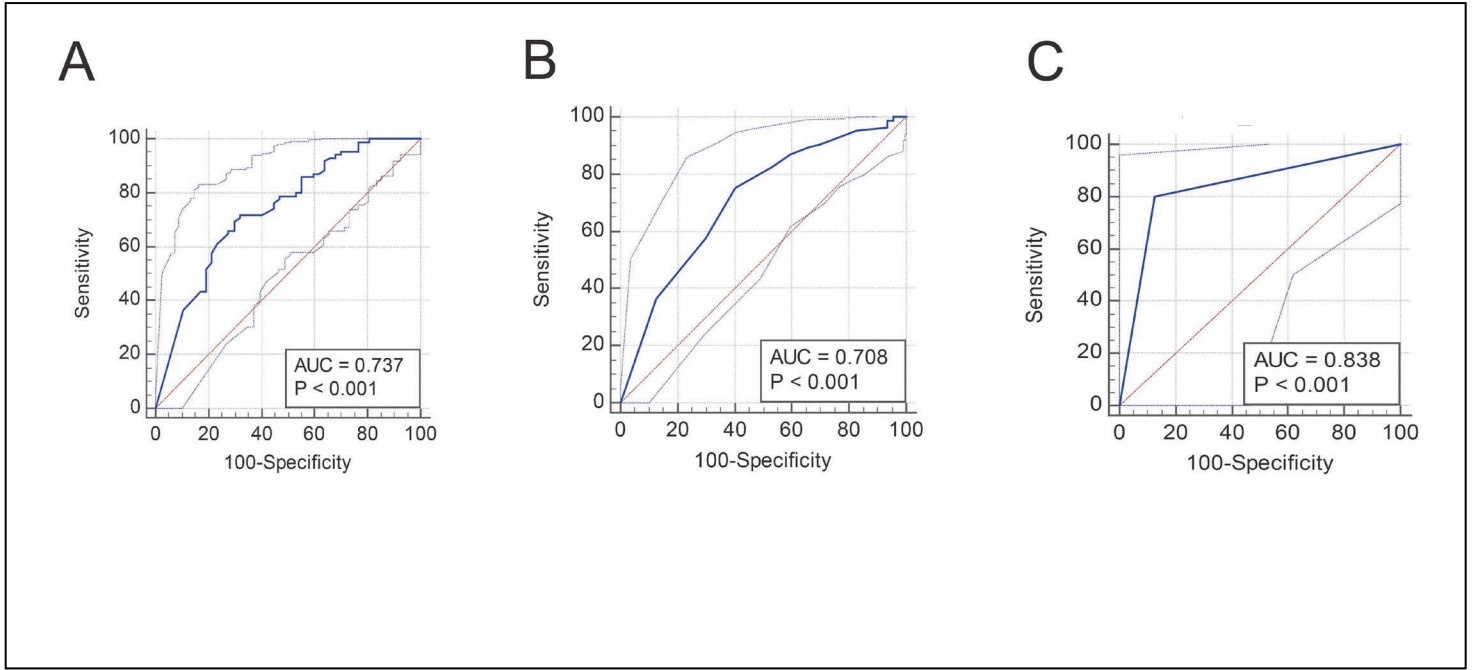 A
100
80
60
40
20
0
Sensitivity
AUC = 0.737
P < 0.001
0 20 40 60 80 100
100-Specificity
B
100
80
60
40
20
0
Sensitivity
AUC = 0.708
P < 0.001
0 20 40 60 80 100
100-Specificity
C
100
80
60
40
20
0
Sensitivity
AUC = 0.838
P < 0.001
0 20 40 60 80 100
100-Specificity